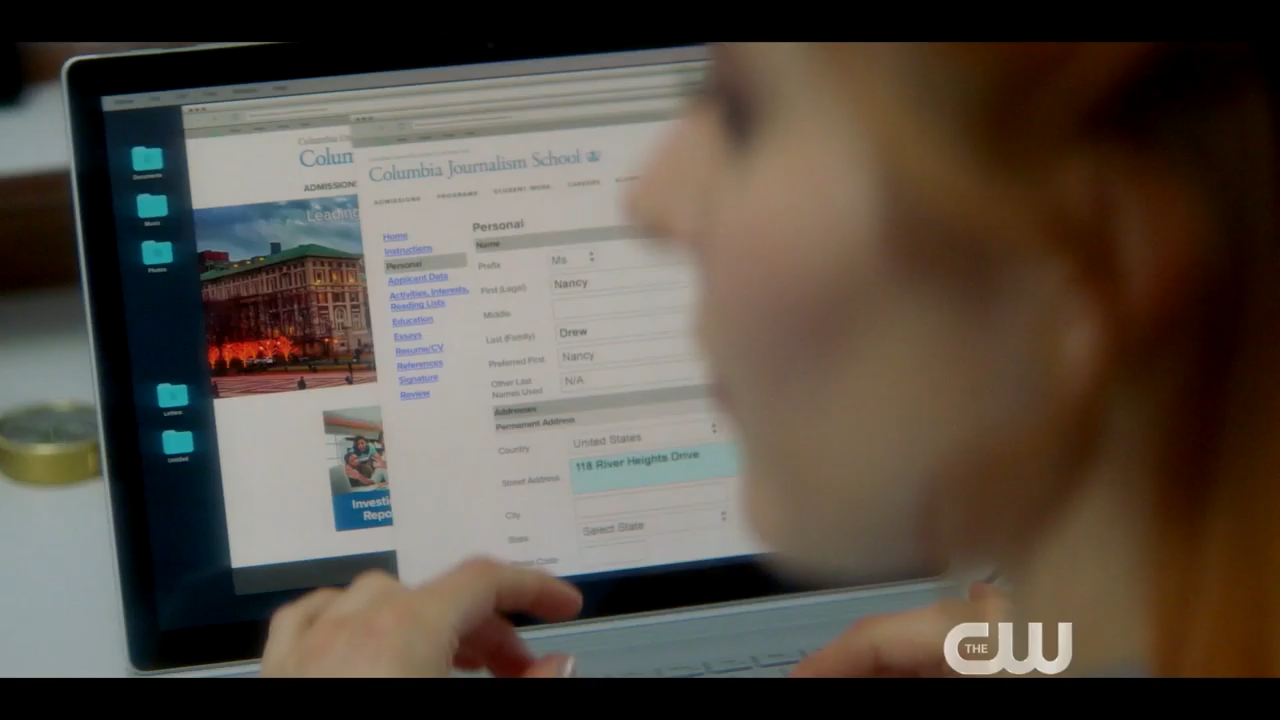 Documents
Music
Photos
Letters
Untitled
Colum
ADMISSIONS
Leading
Investi
Repo
Columbia Journalism School
ADMISSIONS PROGRAMS STUDENT WORK CAREERS
Home
Instructions
Personal
Applicant Data
Activities, Interests,
Reading Lists
Education
Essays
Resume/CV
References
Signature
Review
Personal
Name
Prefix Ms
First (Legal) Nancy
Middle
Last (Family) Drew
Preferred First Nancy
Other Last
Names Used N/A
Addresses
Permanent Address
Country United States
Street Address 118 River Heights Drive
City
State Select State
Code
THE CW